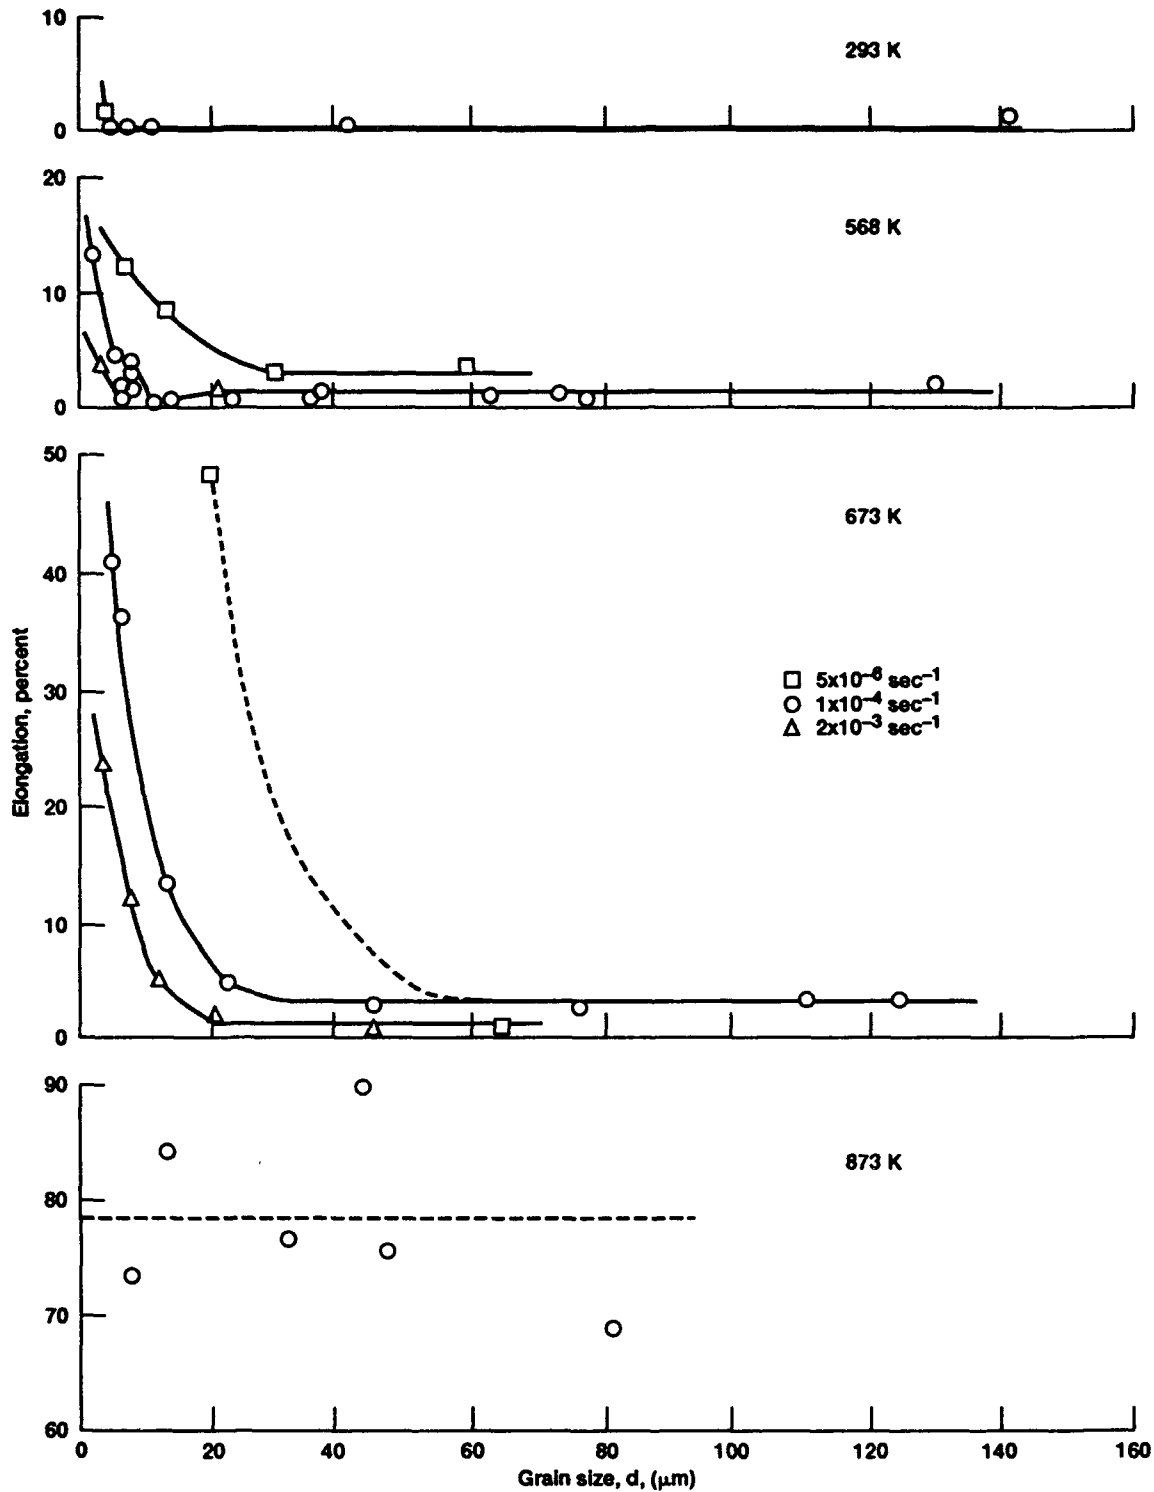 10
293 K
0
20
568 K
10
0
50
673 K
40
Elongation, percent
5x10⁻⁶ sec⁻¹
1x10⁻⁴ sec⁻¹
2x10⁻³ sec⁻¹
30
20
10
0
90
873 K
80
70
60
0 20 40 60 80 100 120 140 160
Grain size, d, (μm)